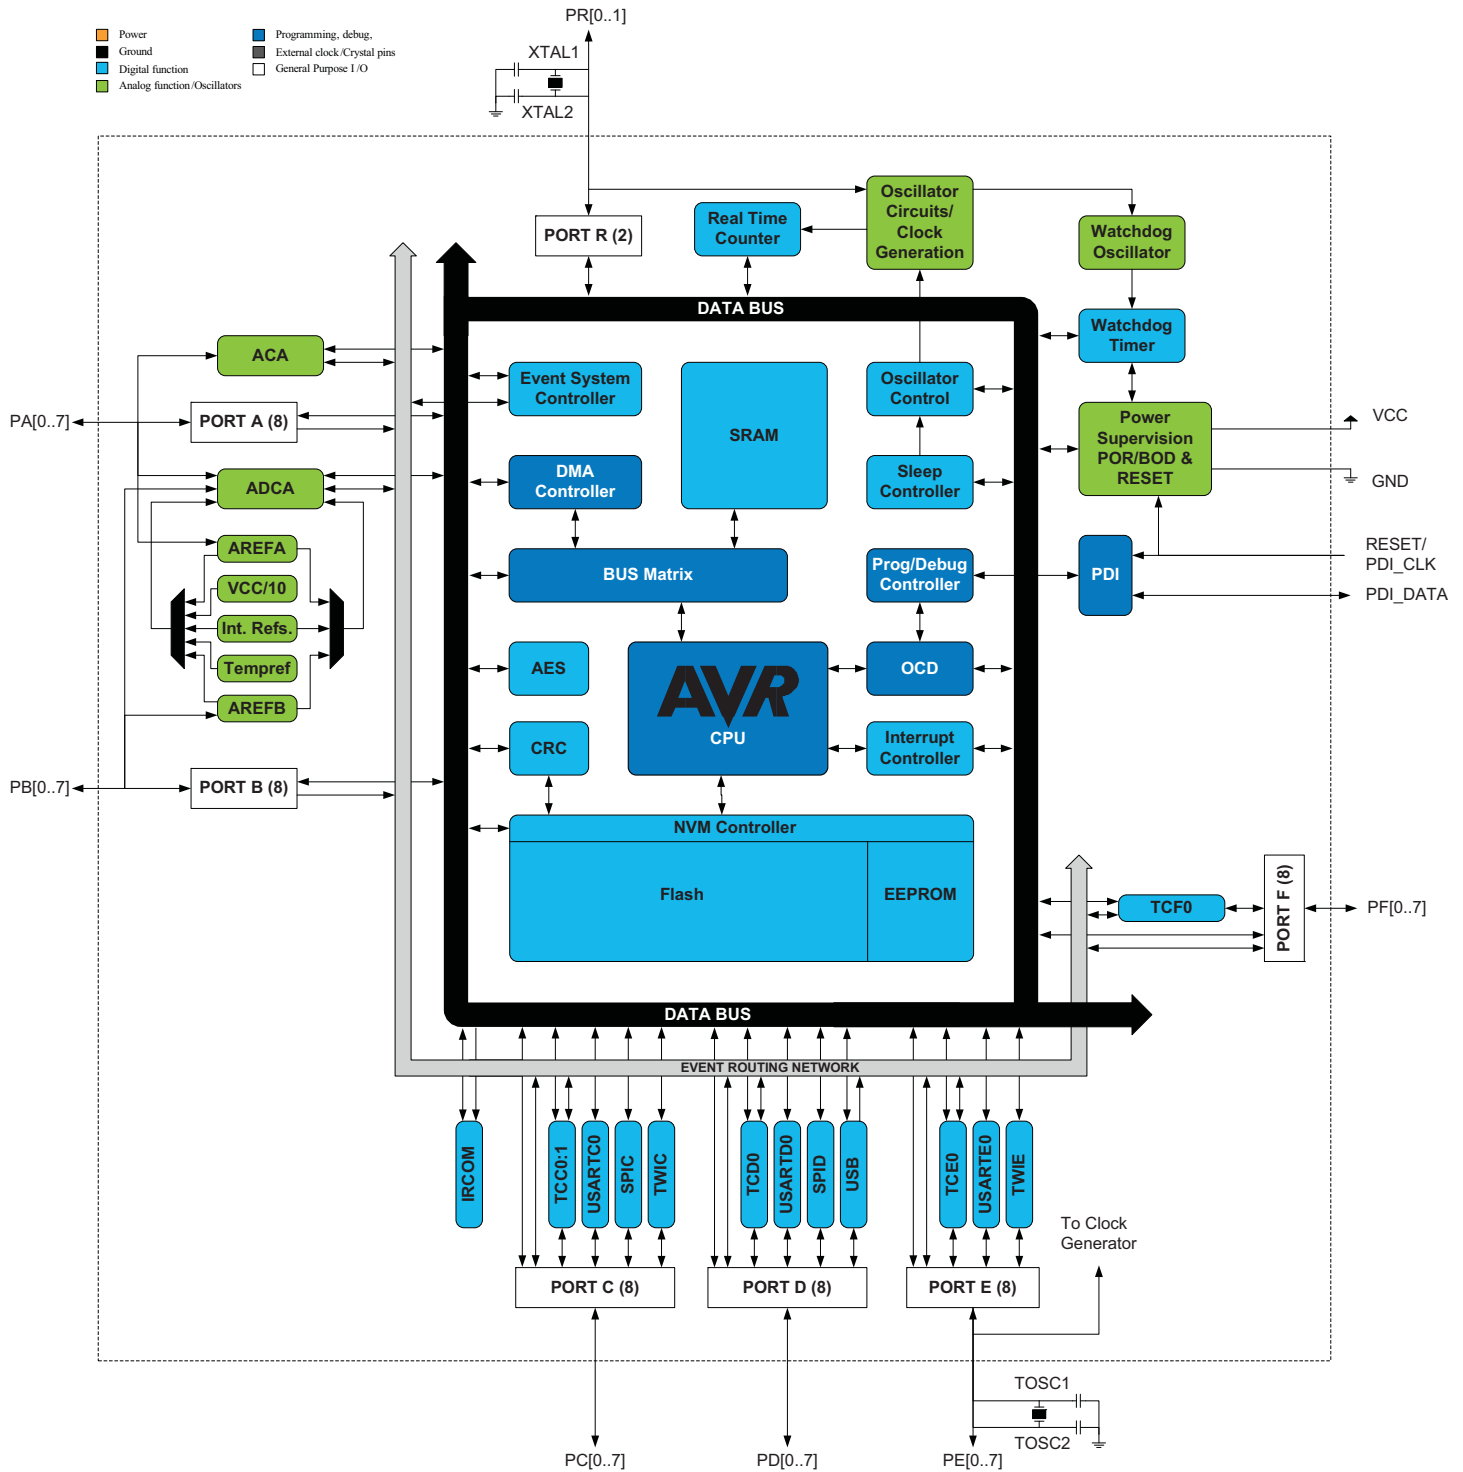 PR[0..1]
Power
Ground
Digital function
Analog function/Oscillators
Programming, debug,
External clock/Crystal pins
General Purpose I/O
XTAL1
XTAL2
Oscillator
Circuits/
Clock
Generation
Real Time
Counter
PORT R (2)
Watchdog
Oscillator
DATA BUS
Watchdog
Timer
ACA
Event System
Controller
SRAM
Oscillator
Control
PA[0..7]
PORT A (8)
Power
Supervision
POR/BOD &
RESET
VCC
GND
ADCA
DMA
Controller
Sleep
Controller
AREFA
VCC/10
Int. Refs.
Tempref
AREFB
BUS Matrix
Prog/Debug
Controller
PDI
RESET/
PDI_CLK
PDI_DATA
AES
AVR
CPU
OCD
CRC
Interrupt
Controller
PB[0..7]
PORT B (8)
NVM Controller
Flash
EEPROM
TCF0
PORT F (8)
PF[0..7]
DATA BUS
EVENT ROUTING NETWORK
IRCOM
TCC0:1
USARTC0
SPIC
TWIC
TCD0
USARTD0
SPID
USB
TCE0
USARTE0
TWIE
To Clock
Generator
PORT C (8)
PORT D (8)
PORT E (8)
TOSC1
TOSC2
PC[0..7]
PD[0..7]
PE[0..7]